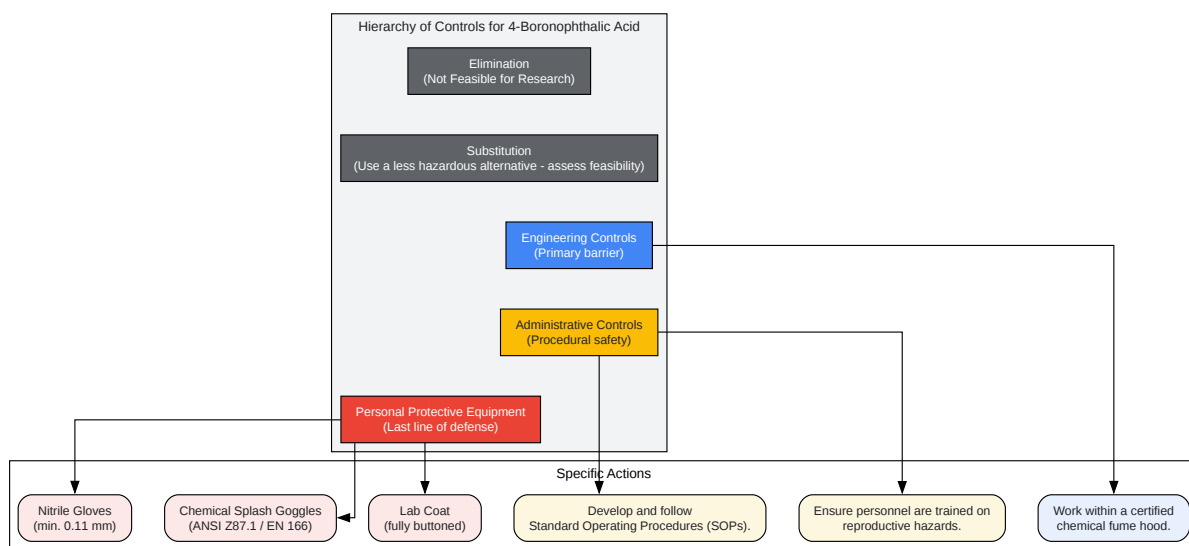 Hierarchy of Controls for 4-Boronophthalic Acid
Elimination
(Not Feasible for Research)
Substitution
(Use a less hazardous alternative - assess feasibility)
Engineering Controls
(Primary barrier)
Administrative Controls
(Procedural safety)
Personal Protective Equipment
(Last line of defense)
Specific Actions
Nitrile Gloves
(min. 0.11 mm)
Chemical Splash Goggles
(ANSI Z87.1 / EN 166)
Lab Coat
(fully buttoned)
Develop and follow
Standard Operating Procedures (SOPs).
Ensure personnel are trained on
reproductive hazards.
Work within a certified
chemical fume hood.